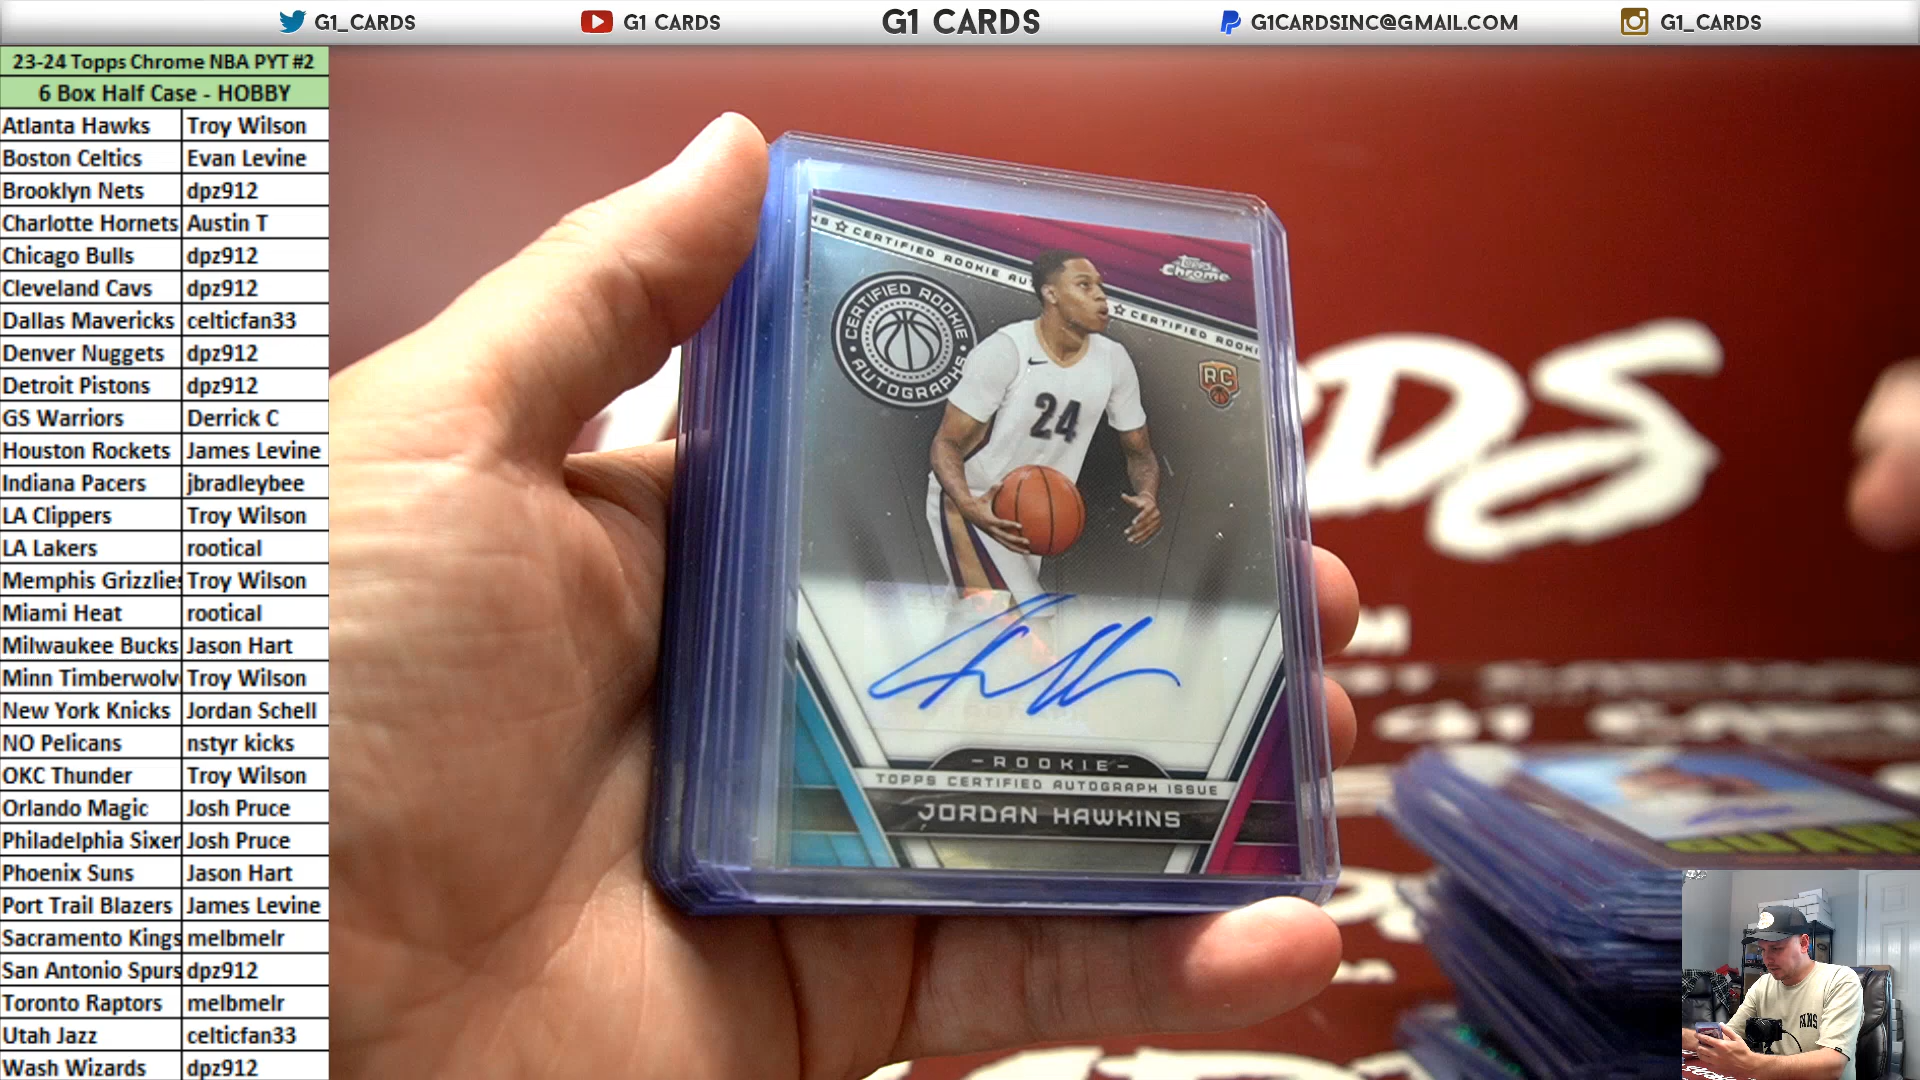 G1_CARDS
G1 CARDS
G1 CARDS
G1CARDSINC@GMAIL.COM
G1_CARDS
23-24 Topps Chrome NBA PYT #2
6 Box Half Case - HOBBY
Atlanta Hawks Troy Wilson
Boston Celtics Evan Levine
Brooklyn Nets dpz912
Charlotte Hornets Austin T
Chicago Bulls dpz912
Cleveland Cavs dpz912
Dallas Mavericks celticfan33
Denver Nuggets dpz912
Detroit Pistons dpz912
GS Warriors Derrick C
Houston Rockets James Levine
Indiana Pacers jbradleybee
LA Clippers Troy Wilson
LA Lakers rootical
Memphis Grizzlies Troy Wilson
Miami Heat rootical
Milwaukee Bucks Jason Hart
Minn Timberwolv Troy Wilson
New York Knicks Jordan Schell
NO Pelicans nstyr kicks
OKC Thunder Troy Wilson
Orlando Magic Josh Pruce
Philadelphia Sixer Josh Pruce
Phoenix Suns Jason Hart
Port Trail Blazers James Levine
Sacramento Kings melbmelr
San Antonio Spurs dpz912
Toronto Raptors melbmelr
Utah Jazz celticfan33
Wash Wizards dpz912
HS ☆ CERTIFIED ROOKIE AU
☆ CERTIFIED ROOKI
Topps Chrome
CERTIFIED ROOKIE • AUTOGRAPHS •
RC
24
-ROOKIE-
TOPPS CERTIFIED AUTOGRAPH ISSUE
JORDAN HAWKINS
RDS